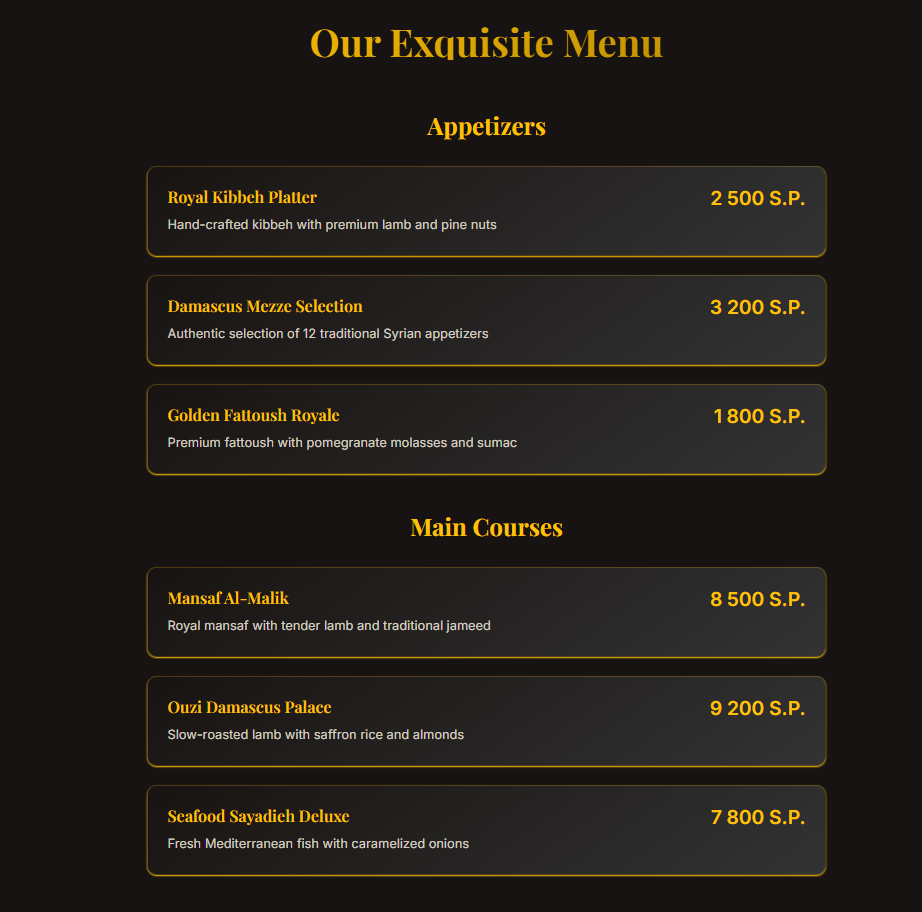 Our Exquisite Menu
Appetizers
Royal Kibbeh Platter
2 500 S.P.
Hand-crafted kibbeh with premium lamb and pine nuts
Damascus Mezze Selection
3 200 S.P.
Authentic selection of 12 traditional Syrian appetizers
Golden Fattoush Royale
1 800 S.P.
Premium fattoush with pomegranate molasses and sumac
Main Courses
Mansaf Al-Malik
8 500 S.P.
Royal mansaf with tender lamb and traditional jameed
Ouzi Damascus Palace
9 200 S.P.
Slow-roasted lamb with saffron rice and almonds
Seafood Sayadieh Deluxe
7 800 S.P.
Fresh Mediterranean fish with caramelized onions